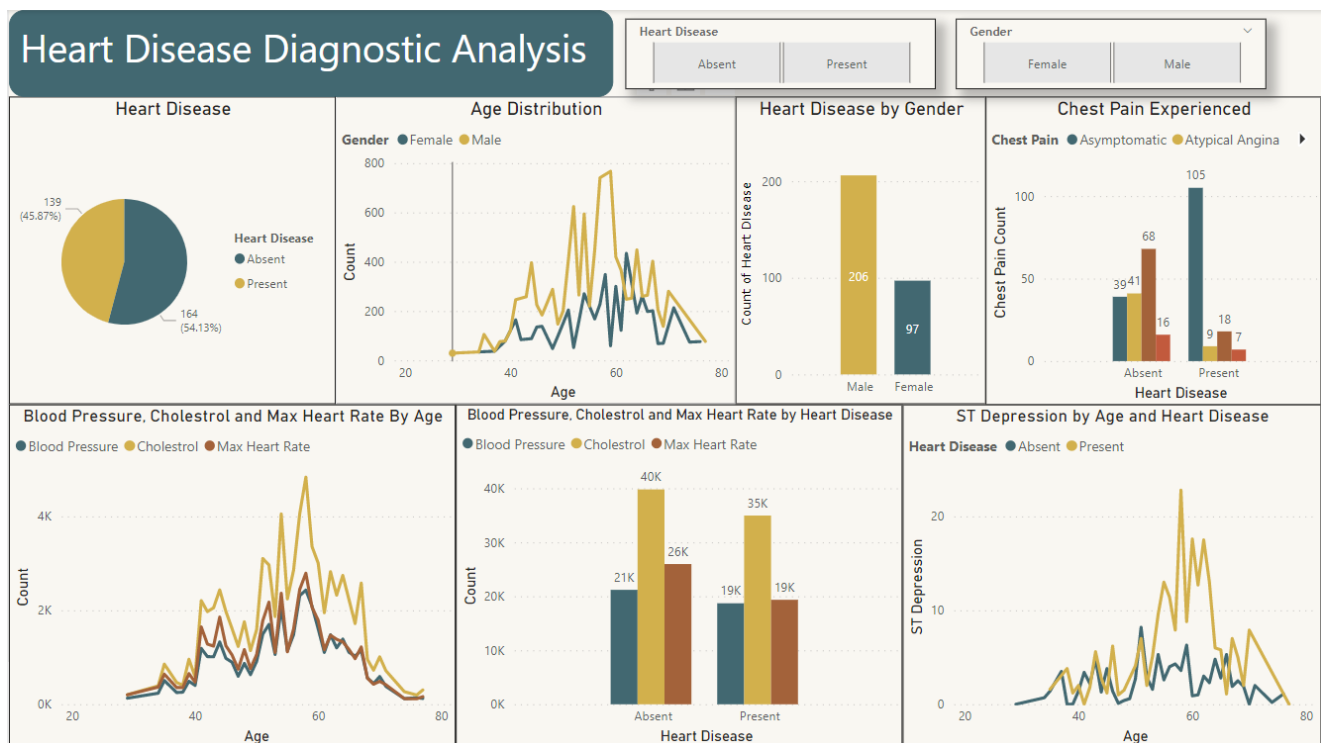 Heart Disease Diagnostic Analysis
Heart Disease
Absent Present
Gender
Female Male
Heart Disease
139
(45.87%)
Heart Disease
Absent
Present
164
(54.13%)
Age Distribution
Gender Female Male
800
600
400
200
0
Count
20 40 60 80
Age
Heart Disease by Gender
Count of Heart Disease
200
100
0
206
97
Male Female
Chest Pain Experienced
Chest Pain Asymptomatic Atypical Angina
Chest Pain Count
100
50
0
39 41 68 16
105 9 18 7
Absent Present
Heart Disease
Blood Pressure, Cholestrol and Max Heart Rate By Age
Blood Pressure Cholestrol Max Heart Rate
Count
4K
2K
0K
20 40 60 80
Age
Blood Pressure, Cholestrol and Max Heart Rate by Heart Disease
Blood Pressure Cholestrol Max Heart Rate
Count
40K
30K
20K
10K
0K
21K 40K 26K
19K 35K 19K
Absent Present
Heart Disease
ST Depression by Age and Heart Disease
Heart Disease Absent Present
ST Depression
20
10
0
20 40 60 80
Age